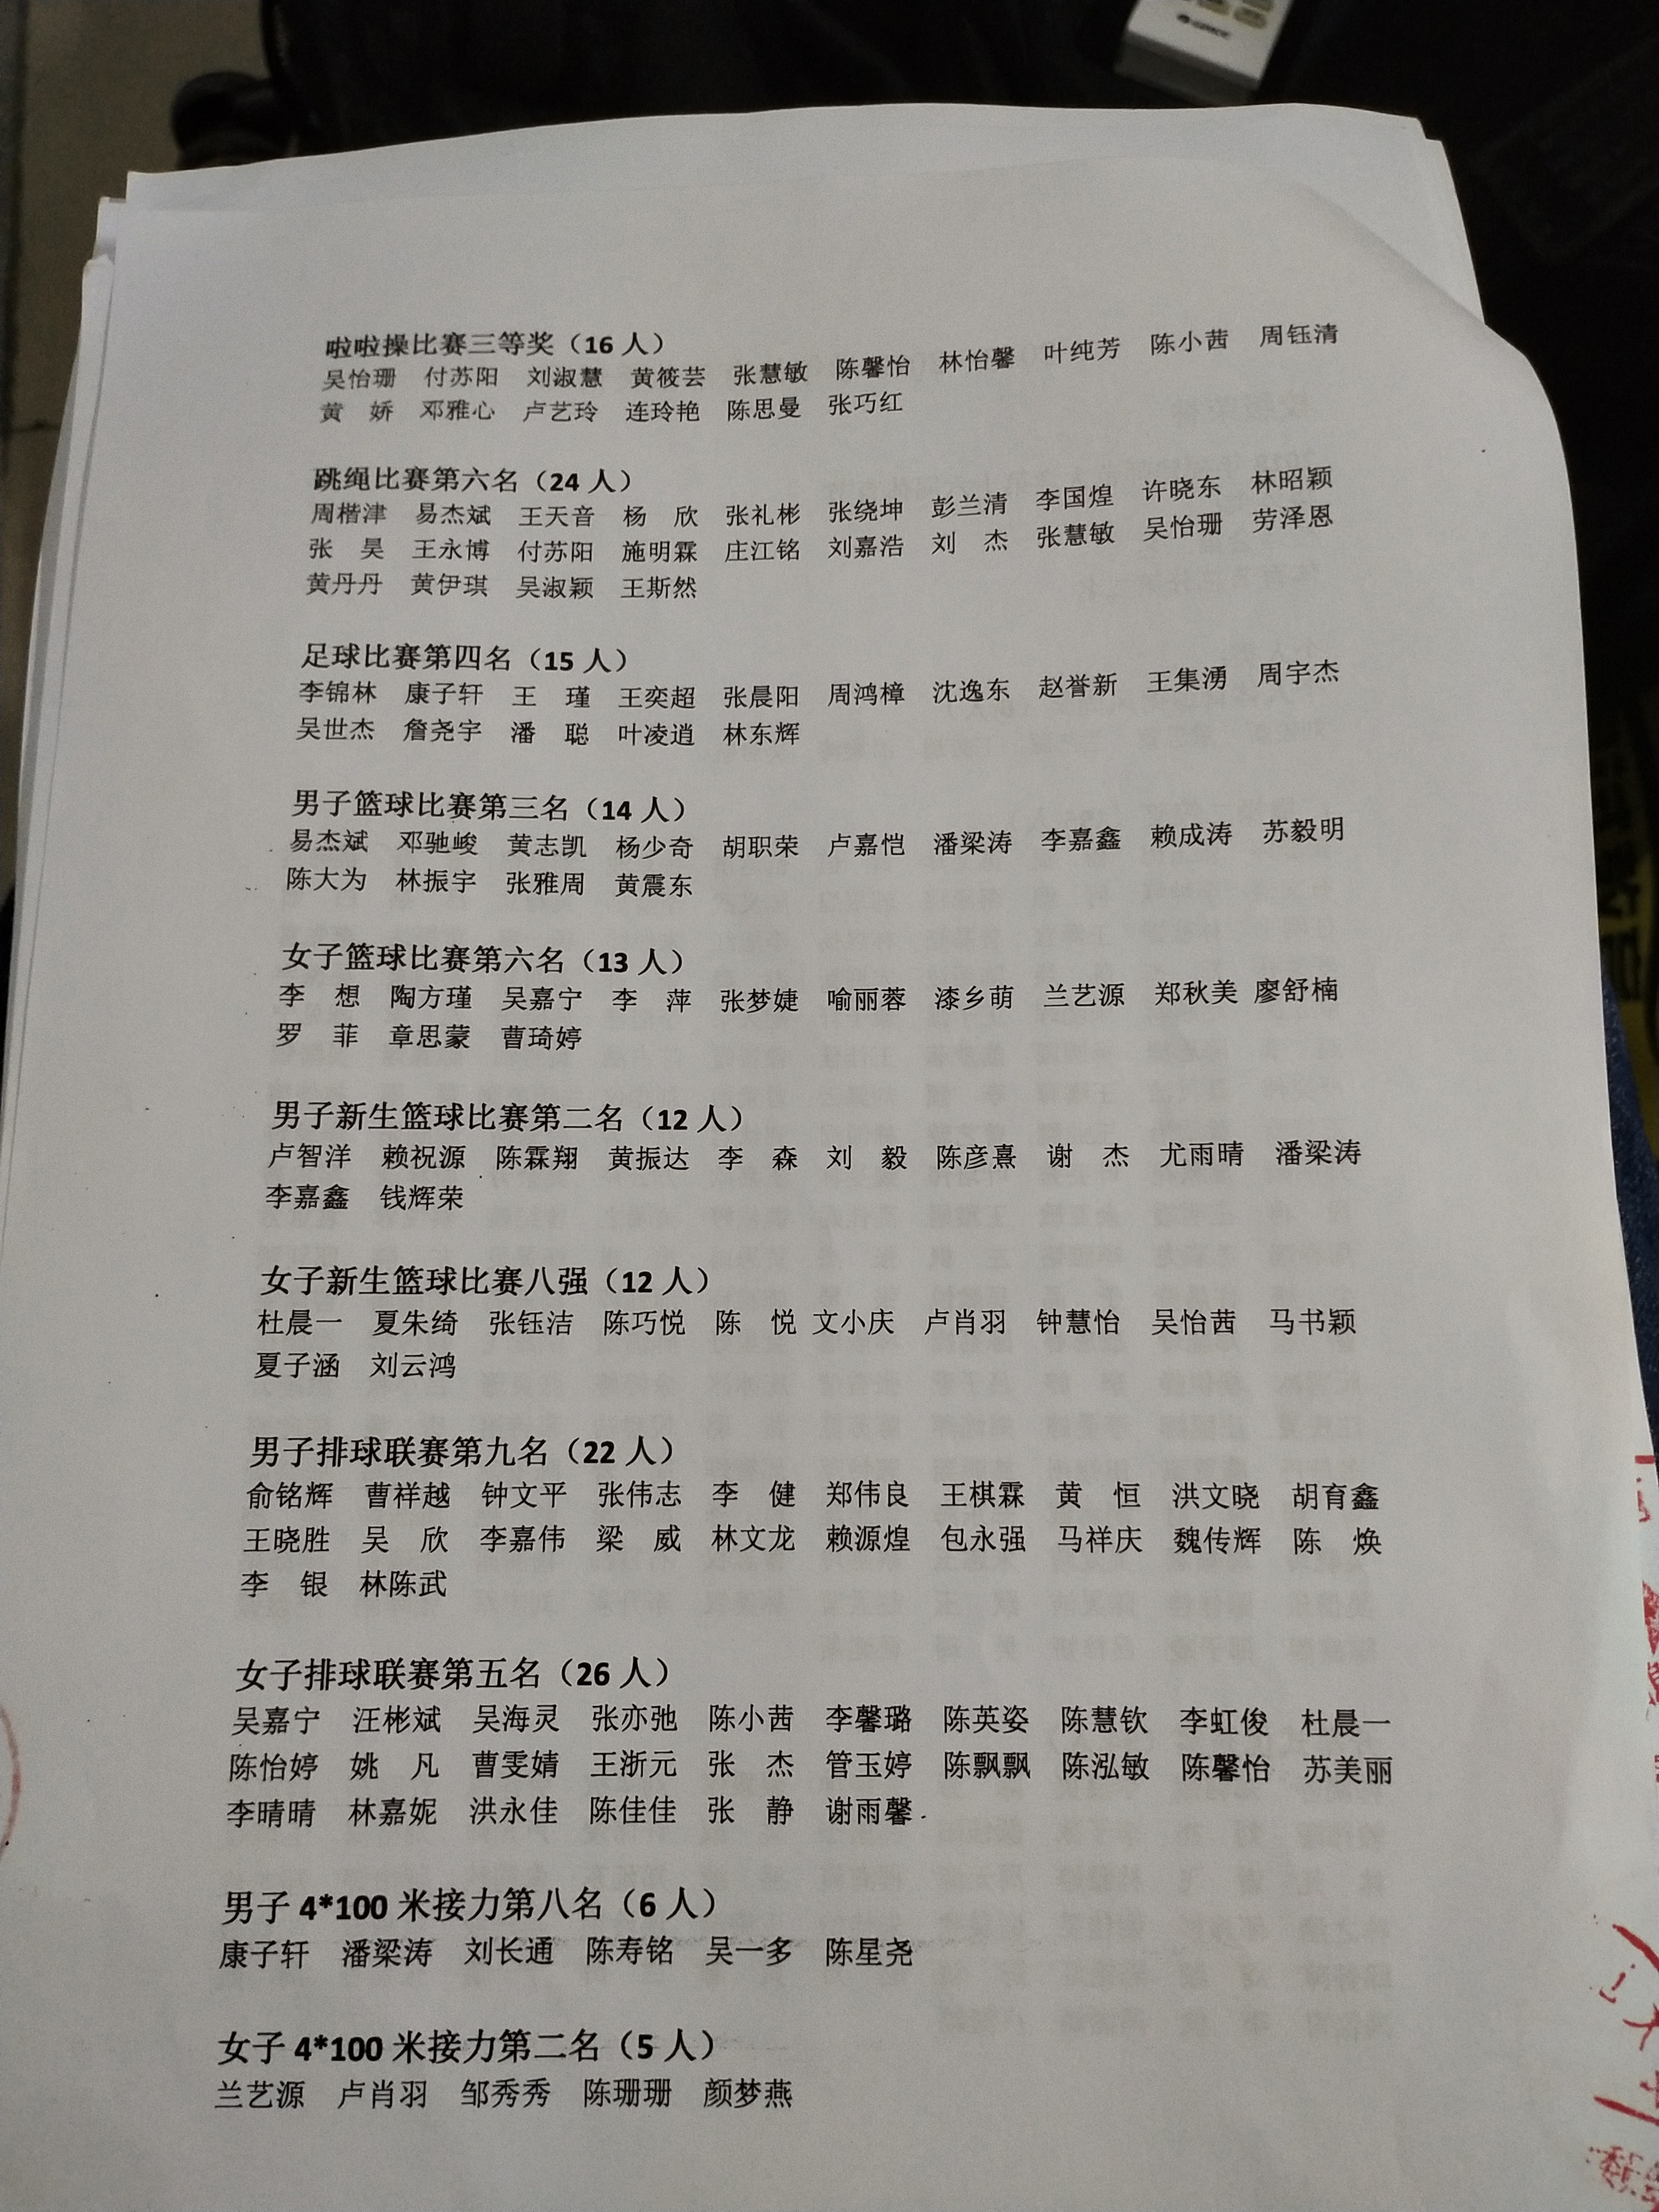 啦啦操比赛三等奖（16 人）
吴怡珊 付苏阳 刘淑慧 黄筱芸 张慧敏 陈馨怡 林怡馨 叶纯芳 陈小茜 周钰清
黄 娇 邓雅心 卢艺玲 连玲艳 陈思曼 张巧红
跳绳比赛第六名（24 人）
周楷津 易杰斌 王天音 杨 欣 张礼彬 张绕坤 彭兰清 李国煌 许晓东 林昭颖
张 昊 王永博 付苏阳 施明霖 庄江铭 刘嘉浩 刘 杰 张慧敏 吴怡珊 劳泽恩
黄丹丹 黄伊琪 吴淑颖 王斯然
足球比赛第四名（15 人）
李锦林 康子轩 王 瑾 王奕超 张晨阳 周鸿樟 沈逸东 赵誉新 王集湧 周宇杰
吴世杰 詹尧宇 潘 聪 叶凌逍 林东辉
男子篮球比赛第三名（14 人）
易杰斌 邓驰峻 黄志凯 杨少奇 胡职荣 卢嘉恺 潘梁涛 李嘉鑫 赖成涛 苏毅明
陈大为 林振宇 张雅周 黄震东
女子篮球比赛第六名（13 人）
李 想 陶方瑾 吴嘉宁 李 萍 张梦婕 喻丽蓉 漆乡萌 兰艺源 郑秋美 廖舒楠
罗 菲 章思蒙 曹琦婷
男子新生篮球比赛第二名（12 人）
卢智洋 赖祝源 陈霖翔 黄振达 李 森 刘 毅 陈彦熹 谢 杰 尤雨晴 潘梁涛
李嘉鑫 钱辉荣
女子新生篮球比赛八强（12 人）
杜晨一 夏朱绮 张钰洁 陈巧悦 陈 悦 文小庆 卢肖羽 钟慧怡 吴怡茜 马书颖
夏子涵 刘云鸿
男子排球联赛第九名（22 人）
俞铭辉 曹祥越 钟文平 张伟志 李 健 郑伟良 王棋霖 黄 恒 洪文晓 胡育鑫
王晓胜 吴 欣 李嘉伟 梁 威 林文龙 赖源煌 包永强 马祥庆 魏传辉 陈 焕
李 银 林陈武
女子排球联赛第五名（26 人）
吴嘉宁 汪彬斌 吴海灵 张亦弛 陈小茜 李馨璐 陈英姿 陈慧钦 李虹俊 杜晨一
陈怡婷 姚 凡 曹雯婧 王浙元 张 杰 管玉婷 陈飘飘 陈泓敏 陈馨怡 苏美丽
李晴晴 林嘉妮 洪永佳 陈佳佳 张 静 谢雨馨
男子 4*100 米接力第八名（6 人）
康子轩 潘梁涛 刘长通 陈寿铭 吴一多 陈星尧
女子 4*100 米接力第二名（5 人）
兰艺源 卢肖羽 邹秀秀 陈珊珊 颜梦燕